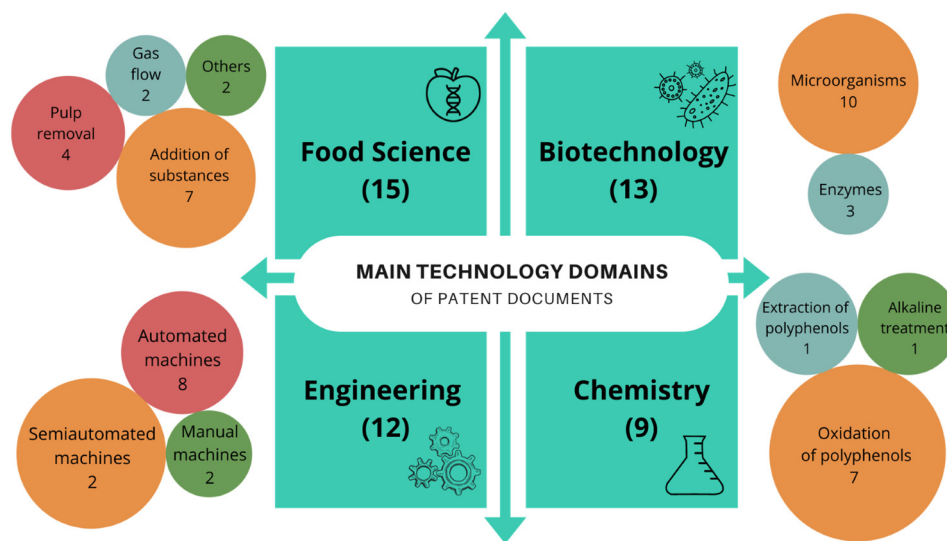 Gas
flow
2
Others
2
Pulp
removal
4
Addition of
substances
7
Food Science
(15)
Biotechnology
(13)
Microorganisms
10
Enzymes
3
MAIN TECHNOLOGY DOMAINS
OF PATENT DOCUMENTS
Automated
machines
8
Semiautomated
machines
2
Manual
machines
2
Engineering
(12)
Chemistry
(9)
Extraction of
polyphenols
1
Alkaline
treatment
1
Oxidation
of polyphenols
7